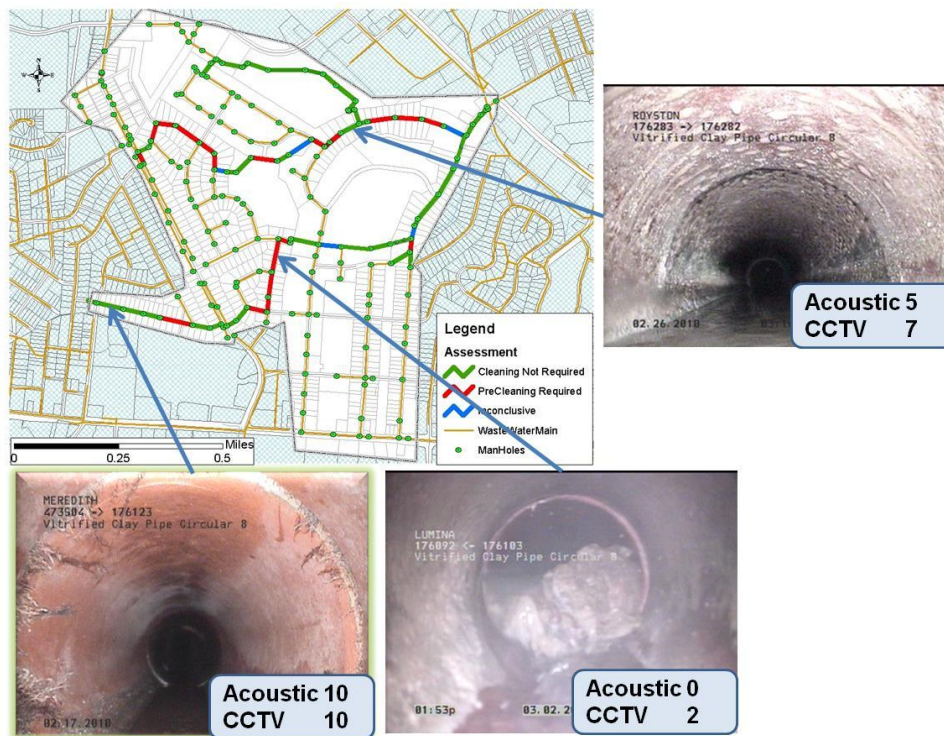 N
W E
S
Legend
Assessment
Cleaning Not Required
PreCleaning Required
WasteWaterMain
ManHoles
Miles
0 0.25 0.5
ROYSTON
176283 -> 176282
Vitrified Clay Pipe Circular 8
02.26.2010
Acoustic 5
CCTV 7
MEREDITH
473504 -> 176123
Vitrified Clay Pipe Circular 8
02.17.2010
Acoustic 10
CCTV 10
LUMINA
176092 <- 176103
Vitrified Clay Pipe Circular 8
01:53p 03.02.2
Acoustic 0
CCTV 2